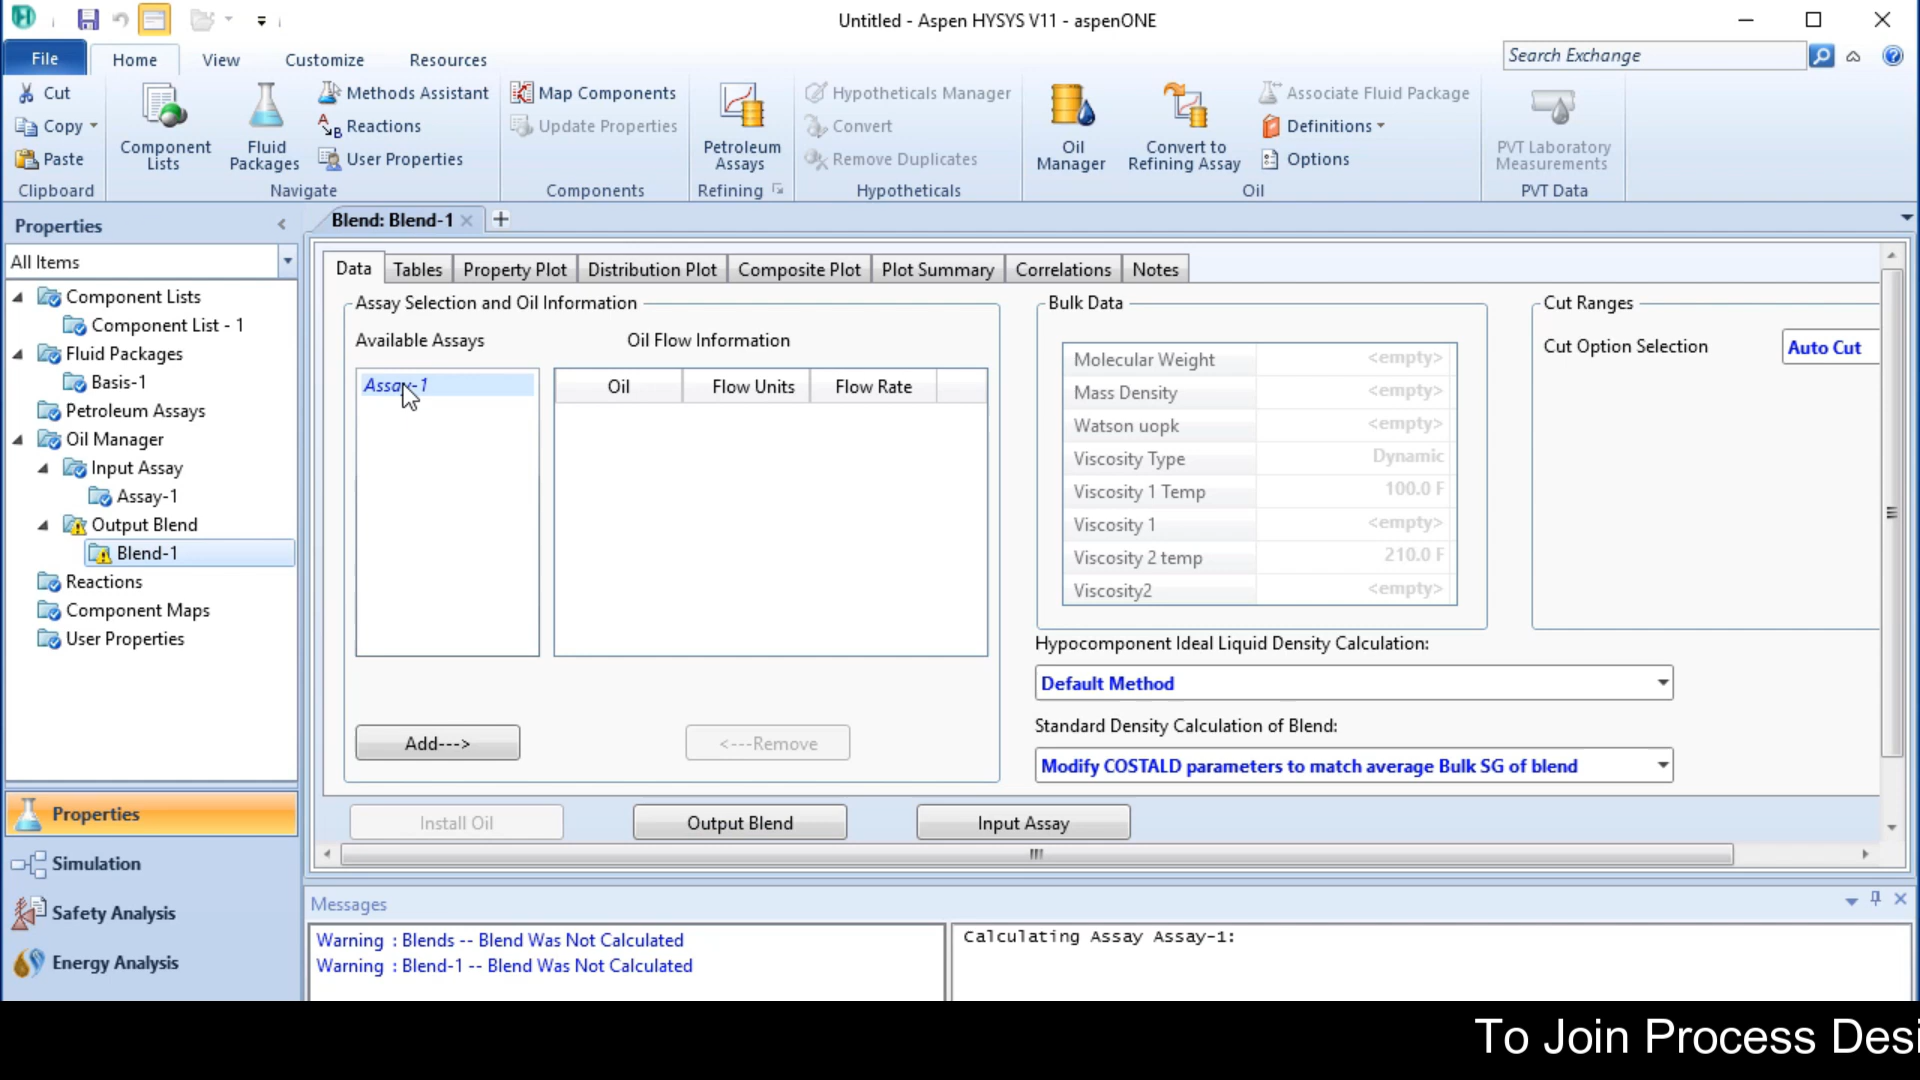 Untitled - Aspen HYSYS V11 - aspenONE
File
Home
View
Customize
Resources
Search Exchange
Cut
Copy
Paste
Clipboard
Component
Lists
Fluid
Packages
Methods Assistant
Reactions
User Properties
Navigate
Map Components
Update Properties
Components
Petroleum
Assays
Refining
Hypotheticals Manager
Convert
Remove Duplicates
Hypotheticals
Oil
Manager
Convert to
Refining Assay
Associate Fluid Package
Definitions
Options
Oil
PVT Laboratory
Measurements
PVT Data
Properties
All Items
Component Lists
Component List - 1
Fluid Packages
Basis-1
Petroleum Assays
Oil Manager
Input Assay
Assay-1
Output Blend
Blend-1
Reactions
Component Maps
User Properties
Properties
Simulation
Safety Analysis
Energy Analysis
Blend: Blend-1
Data
Tables
Property Plot
Distribution Plot
Composite Plot
Plot Summary
Correlations
Notes
Assay Selection and Oil Information
Available Assays
Oil Flow Information
Assay-1
Oil
Flow Units
Flow Rate
Add--->
<---Remove
Bulk Data
Molecular Weight <empty>
Mass Density <empty>
Watson uopk <empty>
Viscosity Type Dynamic
Viscosity 1 Temp 100.0 F
Viscosity 1 <empty>
Viscosity 2 temp 210.0 F
Viscosity2 <empty>
Cut Ranges
Cut Option Selection Auto Cut
Hypocomponent Ideal Liquid Density Calculation:
Default Method
Standard Density Calculation of Blend:
Modify COSTALD parameters to match average Bulk SG of blend
Install Oil
Output Blend
Input Assay
Messages
Warning : Blends -- Blend Was Not Calculated
Warning : Blend-1 -- Blend Was Not Calculated
Calculating Assay Assay-1:
To Join Process Desi